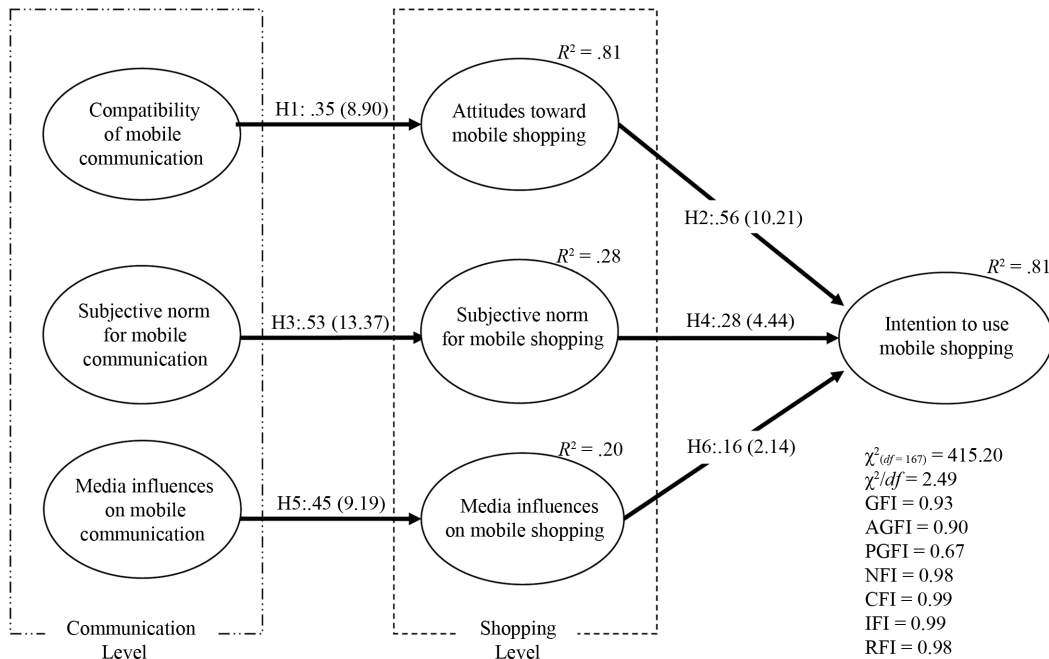 R² = .81
Compatibility
of mobile
communication
H1: .35 (8.90)
Attitudes toward
mobile shopping
H2:.56 (10.21)
R² = .28
R² = .81
Subjective norm
for mobile
communication
H3:.53 (13.37)
Subjective norm
for mobile shopping
H4:.28 (4.44)
Intention to use
mobile shopping
R² = .20
H6:.16 (2.14)
Media influences
on mobile
communication
H5:.45 (9.19)
Media influences
on mobile shopping
χ²(df = 167) = 415.20
χ²/df = 2.49
GFI = 0.93
AGFI = 0.90
PGFI = 0.67
NFI = 0.98
CFI = 0.99
IFI = 0.99
RFI = 0.98
Communication
Level
Shopping
Level